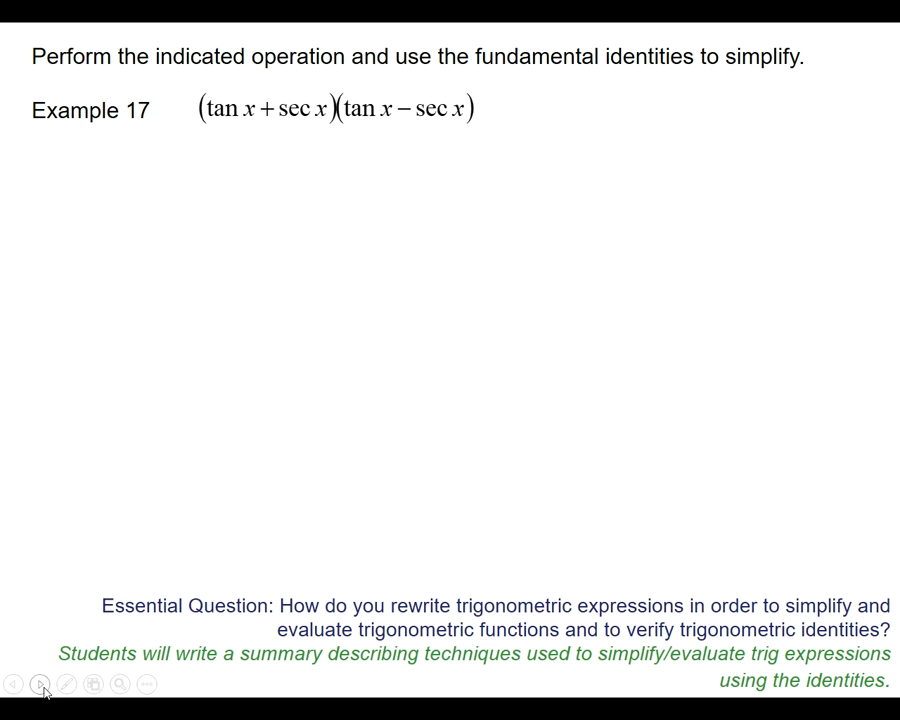 Perform the indicated operation and use the fundamental identities to simplify.
Example 17 (tan x + sec x)(tan x − sec x)
Essential Question: How do you rewrite trigonometric expressions in order to simplify and
evaluate trigonometric functions and to verify trigonometric identities?
Students will write a summary describing techniques used to simplify/evaluate trig expressions
using the identities.